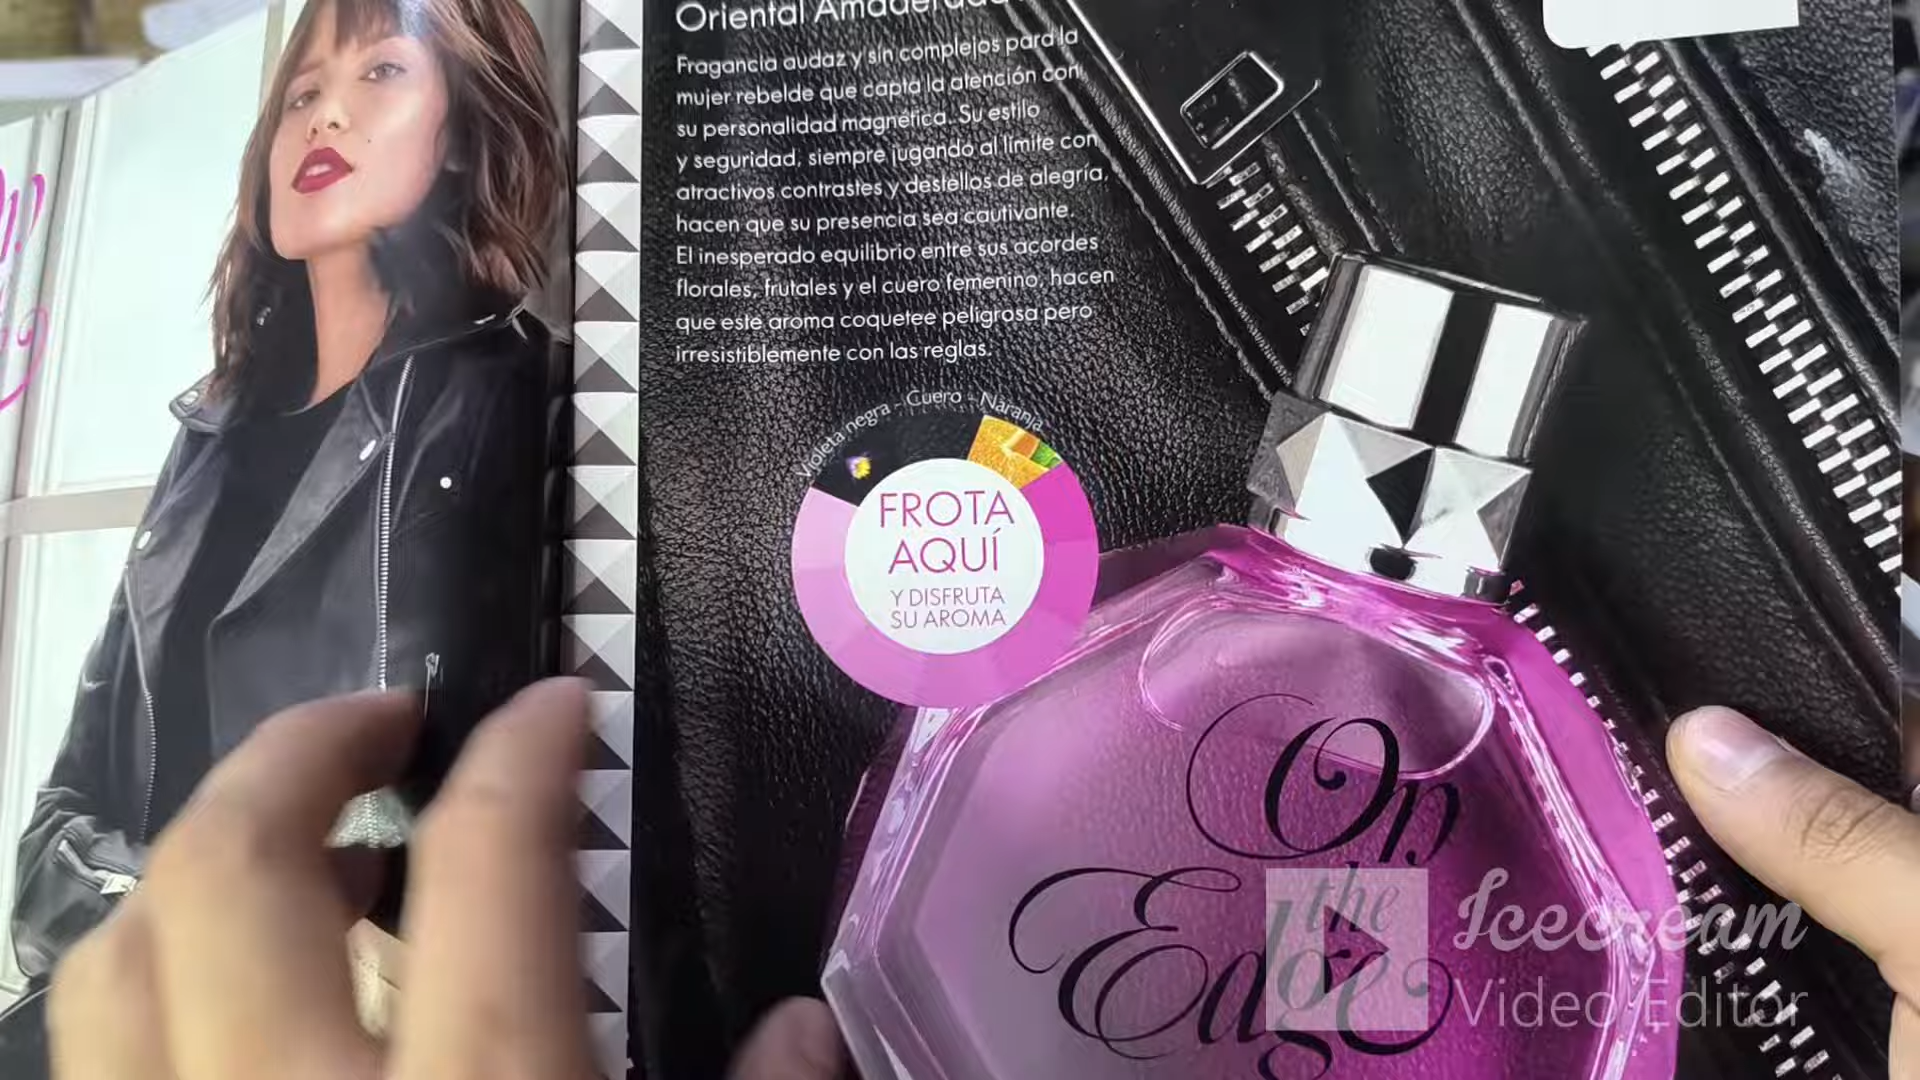 Oriental Amaderado
Fragancia audaz y sin complejos para la
mujer rebelde que capta la atención con
su personalidad magnética. Su estilo
y seguridad, siempre jugando al límite con
atractivos contrastes y destellos de alegría,
hacen que su presencia sea cautivante.
El inesperado equilibrio entre sus acordes
florales, frutales y el cuero femenino, hacen
que este aroma coquetee peligrosa pero
irresistiblemente con las reglas.
Violeta negra - Cuero - Naranja
FROTA
AQUÍ
Y DISFRUTA
SU AROMA
On
the
Edge
Icecream
Video Editor